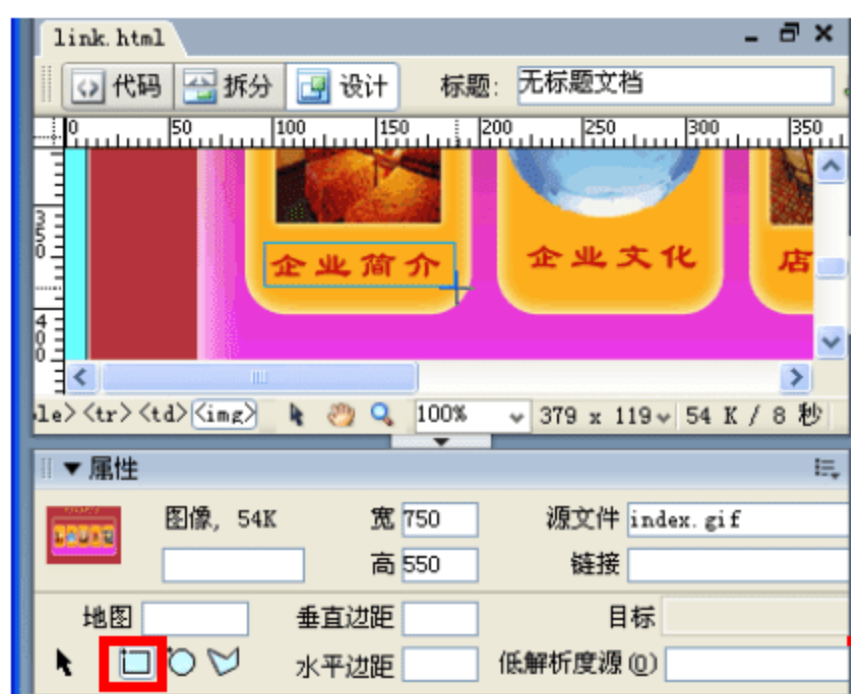 link.html
代码 拆分 设计 标题: 无标题文档
0 50 100 150 200 250 300 350
350
企业简介 企业文化 店
400
le><tr><td><img> 100% 379 x 119 54 K / 8 秒
属性
图像, 54K 宽 750 源文件 index.gif
高 550 链接
地图 垂直边距 目标
水平边距 低解析度源(O)